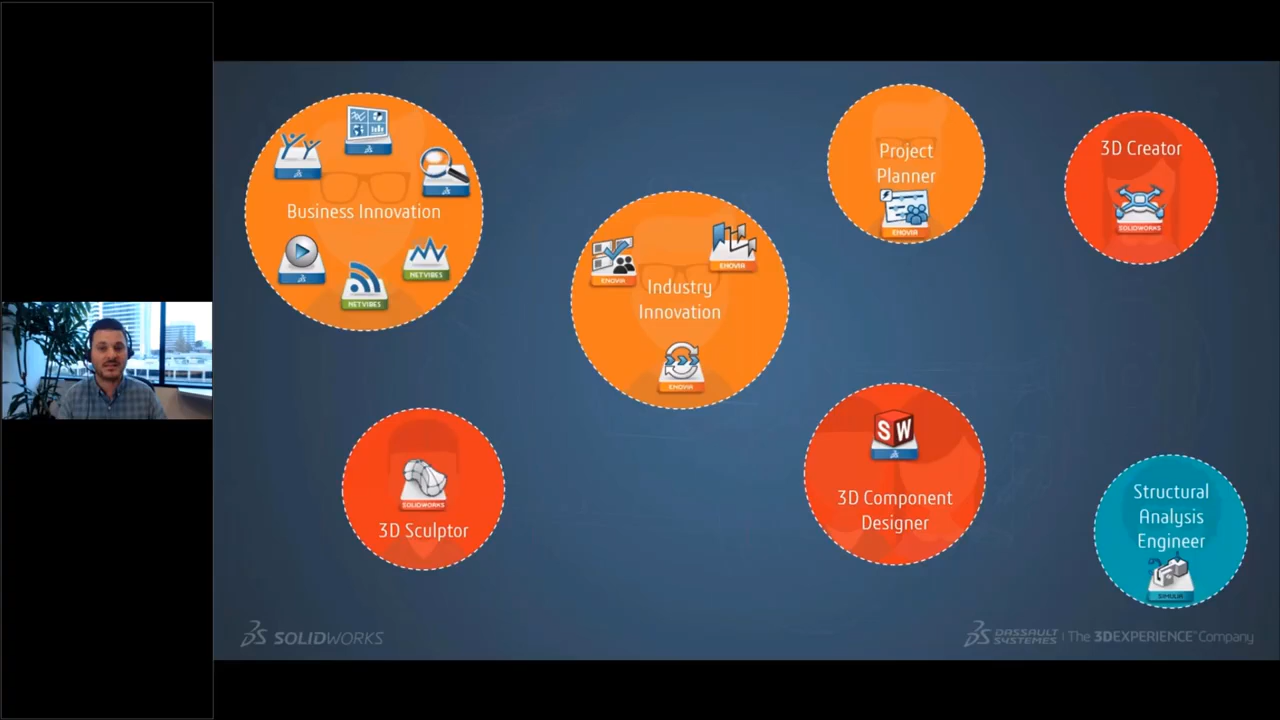 Business Innovation
NETVIBES
NETVIBES
Industry
Innovation
ENOVIA
ENOVIA
ENOVIA
Project
Planner
ENOVIA
3D Creator
SOLIDWORKS
SOLIDWORKS
3D Sculptor
SW
3D Component
Designer
Structural
Analysis
Engineer
SIMULIA
SOLIDWORKS
DASSAULT
SYSTEMES
The 3DEXPERIENCE Company